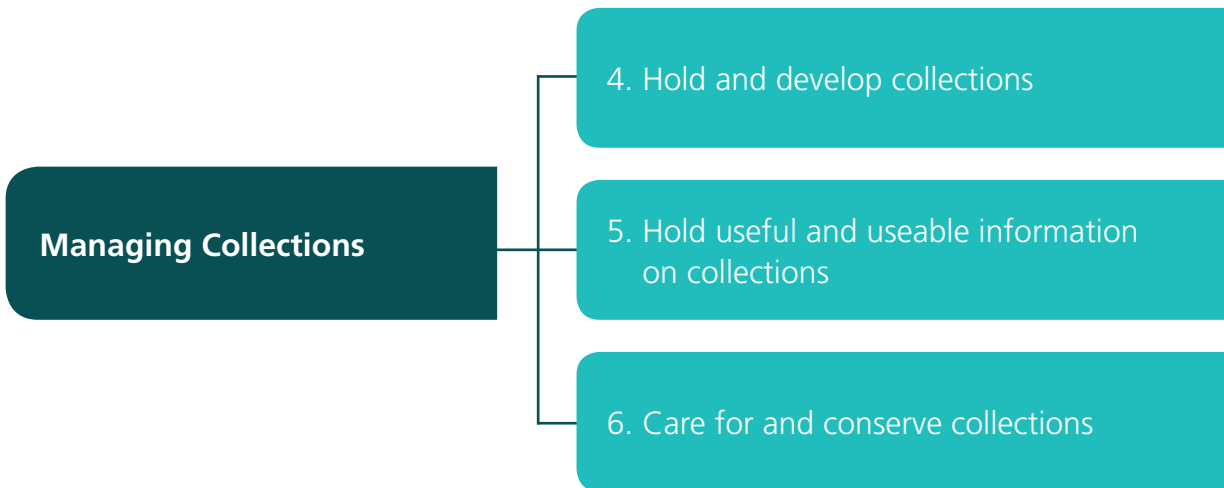 Managing Collections
4. Hold and develop collections
5. Hold useful and useable information
on collections
6. Care for and conserve collections